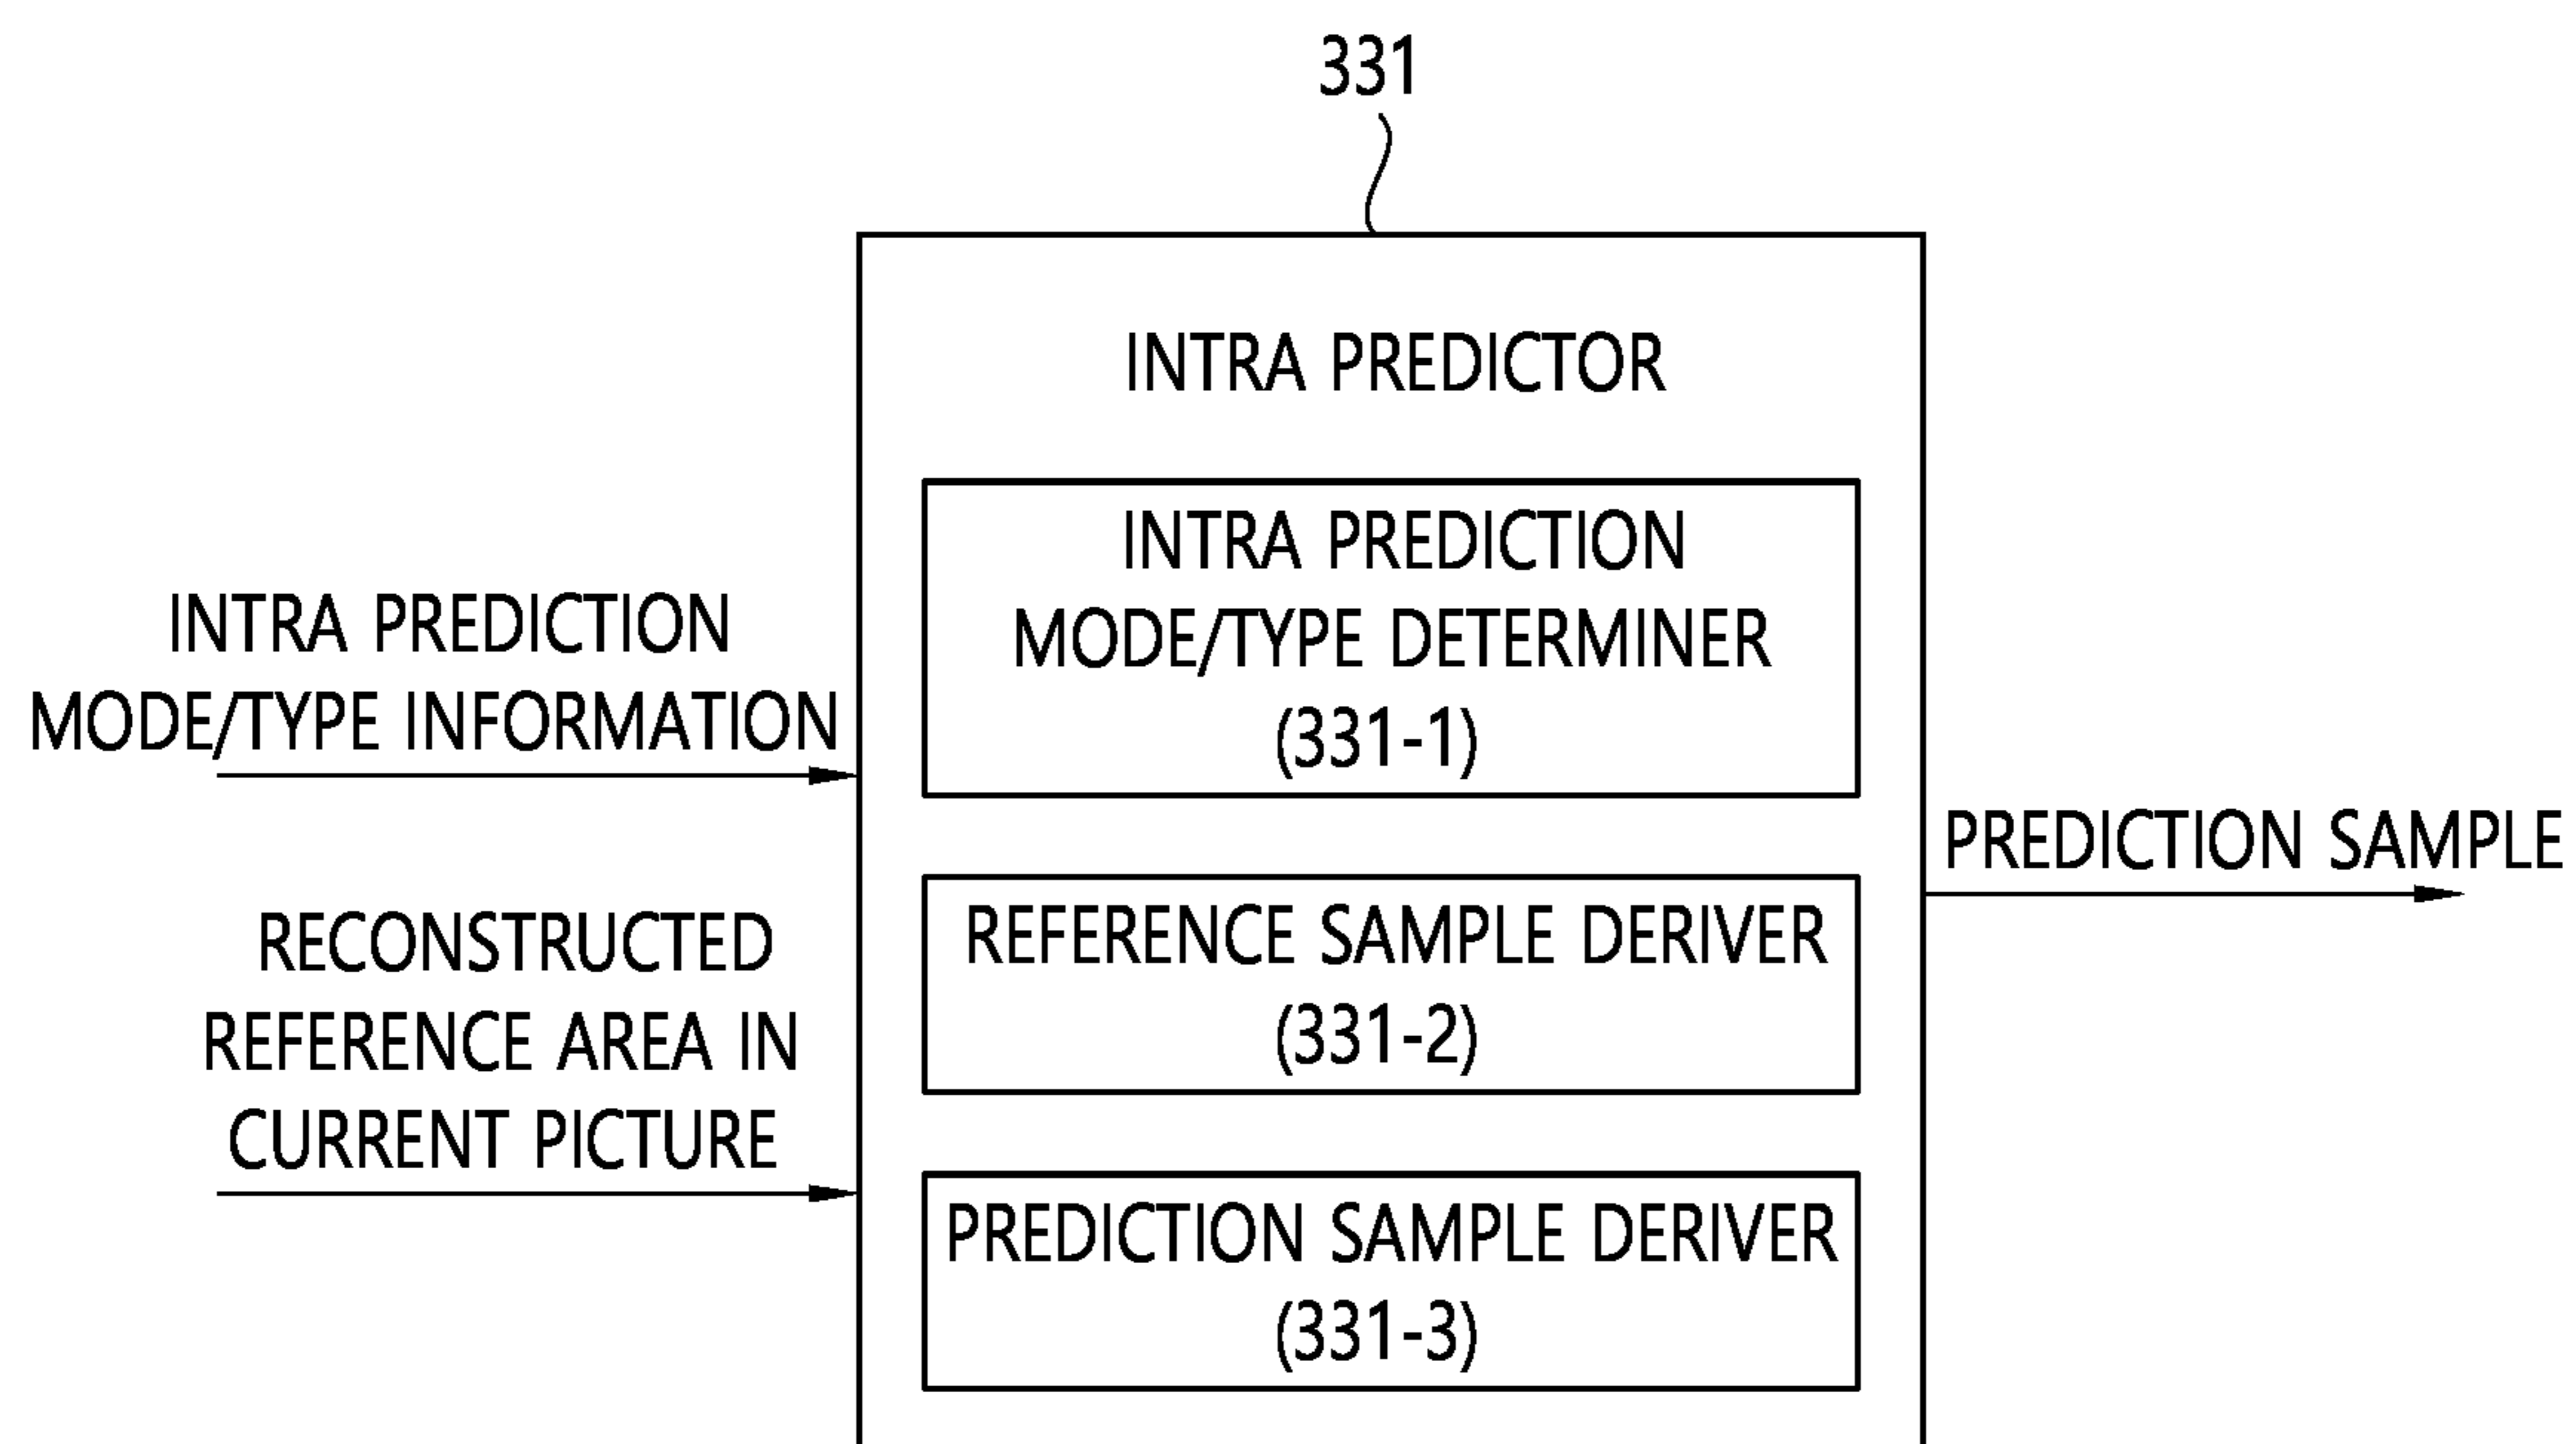 331
INTRA PREDICTOR
INTRA PREDICTION
MODE/TYPE DETERMINER
(331-1)
INTRA PREDICTION
MODE/TYPE INFORMATION
REFERENCE SAMPLE DERIVER
(331-2)
RECONSTRUCTED
REFERENCE AREA IN
CURRENT PICTURE
PREDICTION SAMPLE DERIVER
(331-3)
PREDICTION SAMPLE